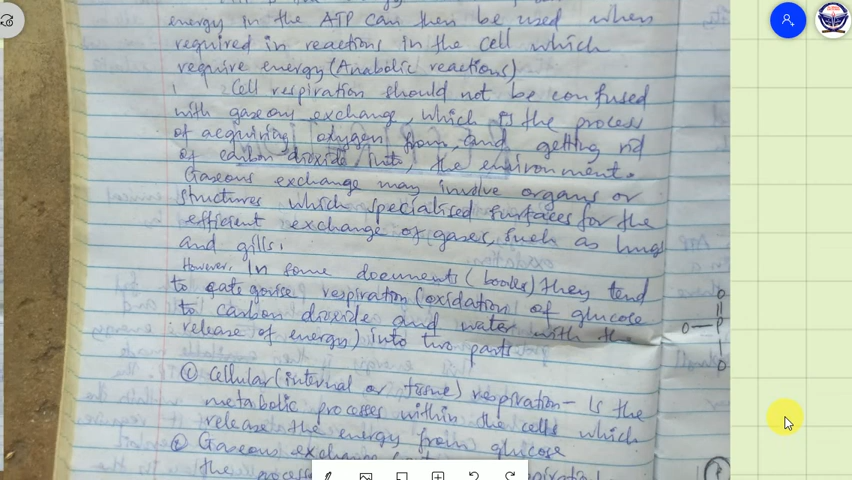 energy in the ATP can then be used when
required in reactions in the cell which
require energy (Anabolic reactions)
Cell respiration should not be confused
with gaseous exchange, which is the process
of acquiring oxygen from, and getting rid
of carbon dioxide into, the environment.
Gaseous exchange may involve organs or
structures which specialised surfaces for the
efficient exchange of gases, such as lungs
and gills.
However, in some documents (books) they tend
to categorise respiration (oxidation of glucose
to carbon dioxide and water with the
release of energy) into two parts
① Cellular (internal or tissue) respiration - Is the
metabolic processes within the cells which
release the energy from glucose
② Gaseous exchange
the process
O
O-P
O